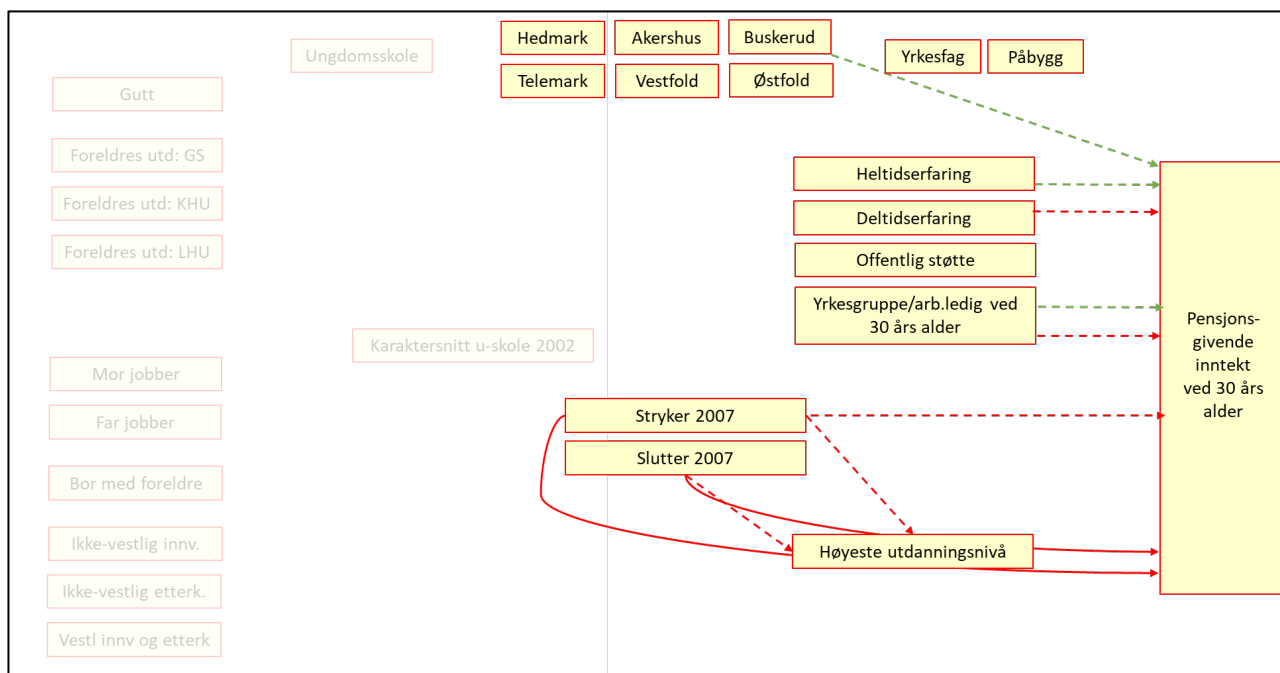 Ungdomsskole
Hedmark
Akershus
Buskerud
Telemark
Vestfold
Østfold
Yrkesfag
Påbygg
Gutt
Foreldres utd: GS
Foreldres utd: KHU
Foreldres utd: LHU
Heltidserfaring
Deltidserfaring
Offentlig støtte
Yrkesgruppe/arb.ledig ved
30 års alder
Karaktersnitt u-skole 2002
Mor jobber
Far jobber
Bor med foreldre
Ikke-vestlig innv.
Ikke-vestlig etterk.
Vestl innv og etterk
Stryker 2007
Slutter 2007
Høyeste utdanningsnivå
Pensjons-
givende
inntekt
ved 30 års
alder